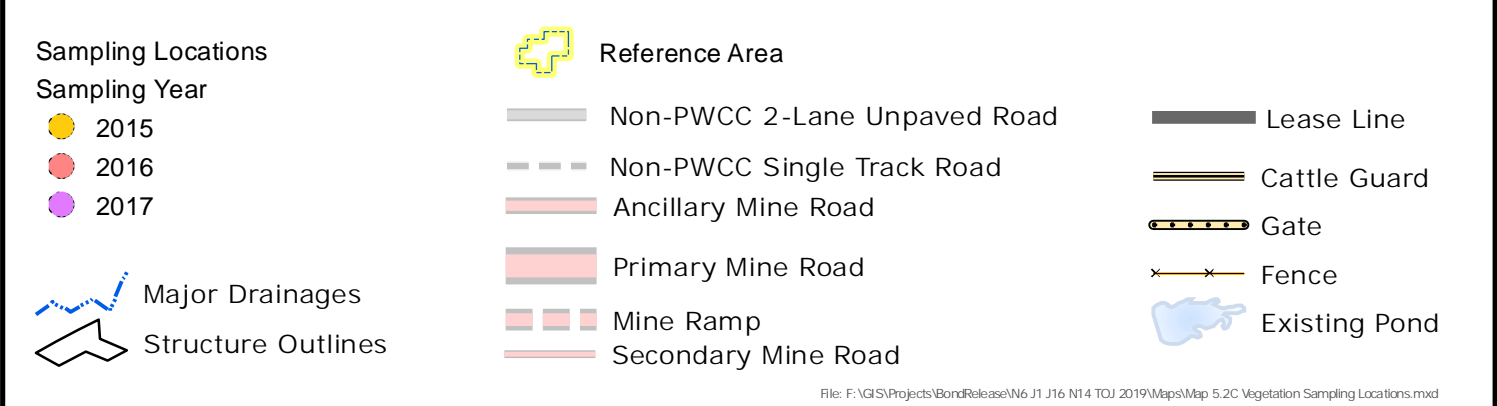 Sampling Locations
Sampling Year
2015
2016
2017
Major Drainages
Structure Outlines
Reference Area
Non-PWCC 2-Lane Unpaved Road
Non-PWCC Single Track Road
Ancillary Mine Road
Primary Mine Road
Mine Ramp
Secondary Mine Road
Lease Line
Cattle Guard
Gate
Fence
Existing Pond
File: F:\GIS\Projects\BondRelease\N6 J1 J16 N14 TOJ 2019\Maps\Map 5.2C Vegetation Sampling Locations.mxd